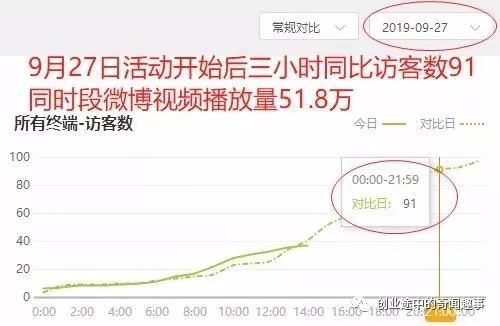 常规对比 2019-09-27
9月27日活动开始后三小时同比访客数91
同时段微博视频播放量51.8万
所有终端-访客数 今日 对比日
100
80
60
40
20
0
00:00-21:59
对比日: 91
0:00 2:00 4:00 6:00 8:00 10:00 12:00 14:00 16:00 18:00 20:00
21:00
创业途中的奇闻趣事